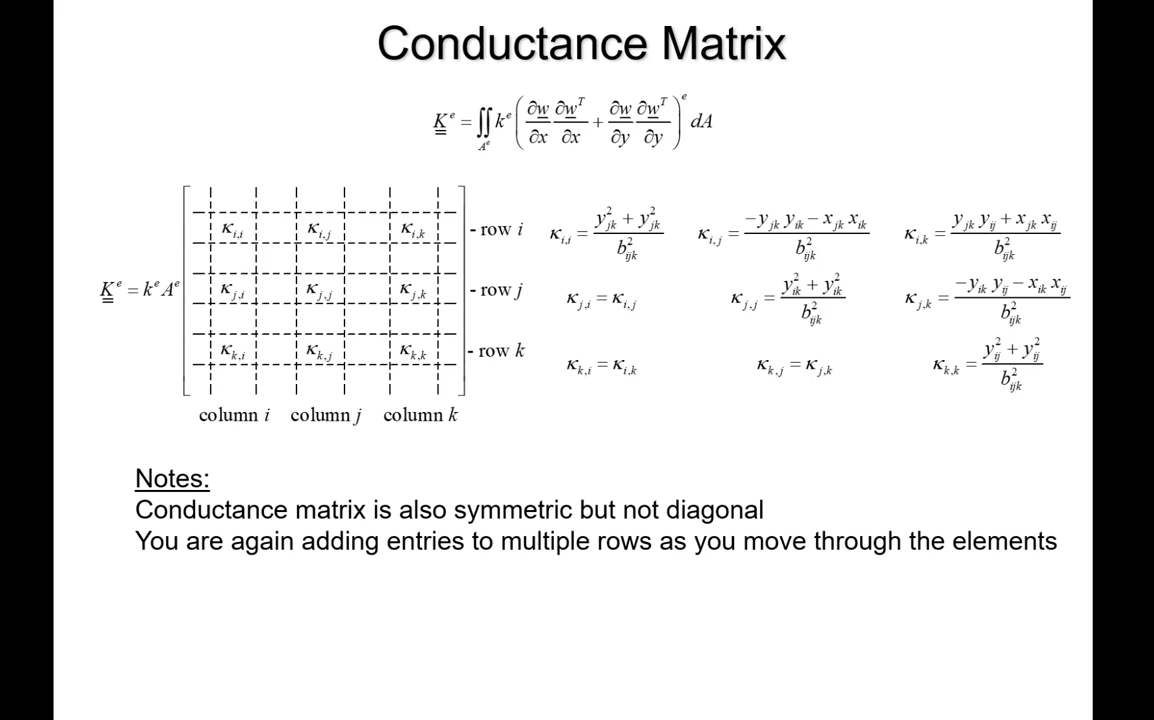 Conductance Matrix
K^e = ∬_{A^e} k^e (∂w/∂x ∂w^T/∂x + ∂w/∂y ∂w^T/∂y)^e dA
K^e = k^e A^e
κ_{i,i} κ_{i,j} κ_{i,k} - row i
κ_{j,i} κ_{j,j} κ_{j,k} - row j
κ_{k,i} κ_{k,j} κ_{k,k} - row k
column i column j column k
κ_{i,i} = (y_{jk}^2 + y_{jk}^2)/b_{ijk}^2 κ_{i,j} = (−y_{jk} y_{ik} − x_{jk} x_{ik})/b_{ijk}^2 κ_{i,k} = (y_{jk} y_{ij} + x_{jk} x_{ij})/b_{ijk}^2
κ_{j,i} = κ_{i,j} κ_{j,j} = (y_{ik}^2 + y_{ik}^2)/b_{ijk}^2 κ_{j,k} = (−y_{ik} y_{ij} − x_{ik} x_{ij})/b_{ijk}^2
κ_{k,i} = κ_{i,k} κ_{k,j} = κ_{j,k} κ_{k,k} = (y_{ij}^2 + y_{ij}^2)/b_{ijk}^2
Notes:
Conductance matrix is also symmetric but not diagonal
You are again adding entries to multiple rows as you move through the elements